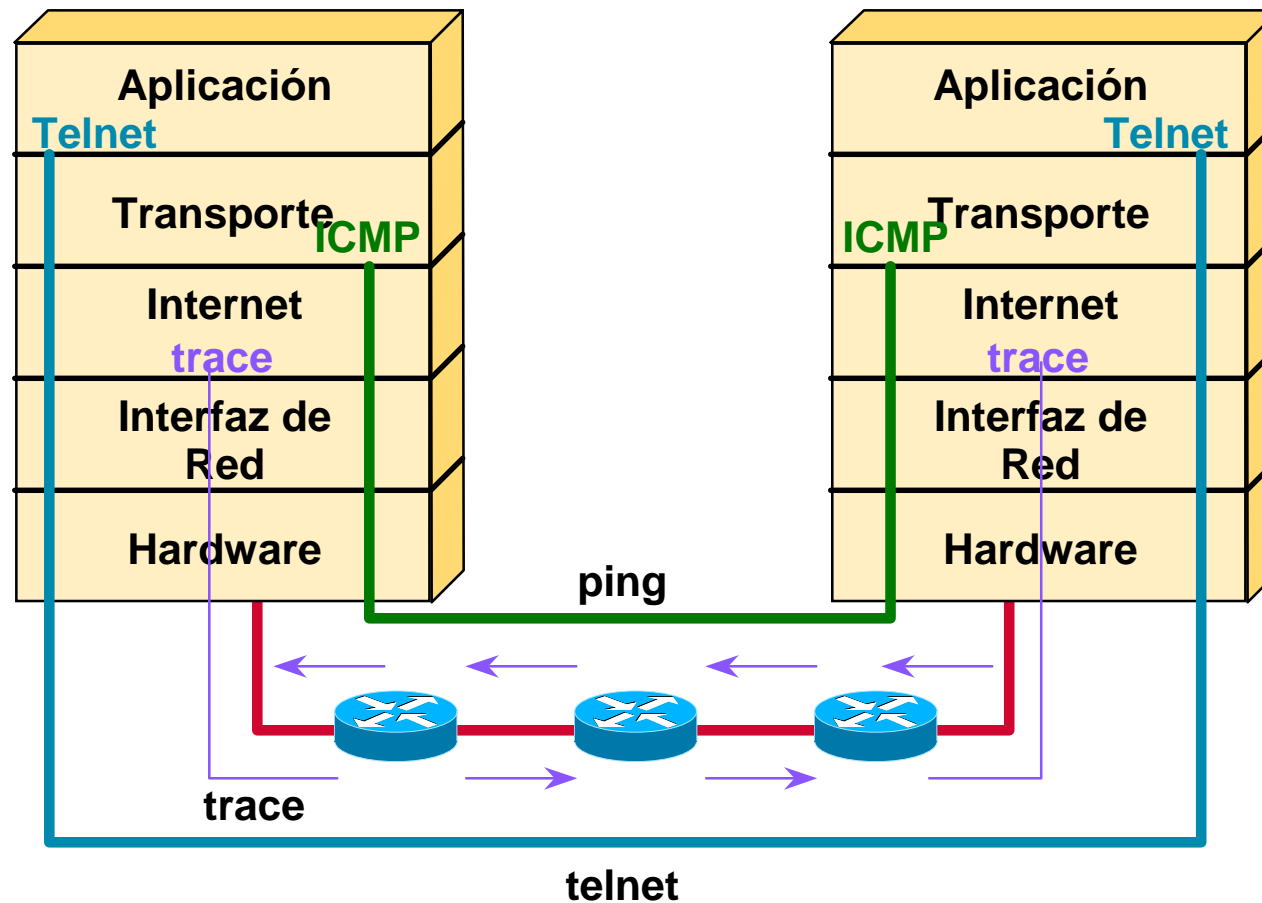 Aplicación
Telnet
Transporte
ICMP
Internet
trace
Interfaz de
Red
Hardware
Aplicación
Telnet
Transporte
ICMP
Internet
trace
Interfaz de
Red
Hardware
ping
trace
telnet